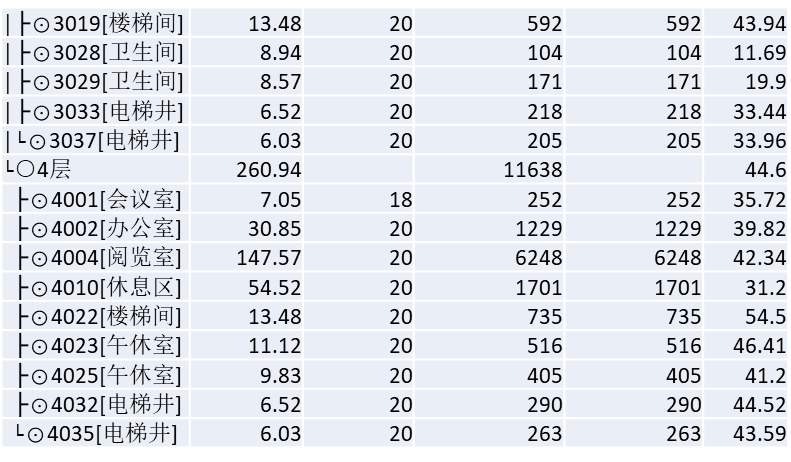 |├⊙3019[楼梯间] 13.48 20 592 592 43.94
|├⊙3028[卫生间] 8.94 20 104 104 11.69
|├⊙3029[卫生间] 8.57 20 171 171 19.9
|├⊙3033[电梯井] 6.52 20 218 218 33.44
|└⊙3037[电梯井] 6.03 20 205 205 33.96
└○4层 260.94 11638 44.6
├⊙4001[会议室] 7.05 18 252 252 35.72
├⊙4002[办公室] 30.85 20 1229 1229 39.82
├⊙4004[阅览室] 147.57 20 6248 6248 42.34
├⊙4010[休息区] 54.52 20 1701 1701 31.2
├⊙4022[楼梯间] 13.48 20 735 735 54.5
├⊙4023[午休室] 11.12 20 516 516 46.41
├⊙4025[午休室] 9.83 20 405 405 41.2
├⊙4032[电梯井] 6.52 20 290 290 44.52
└⊙4035[电梯井] 6.03 20 263 263 43.59